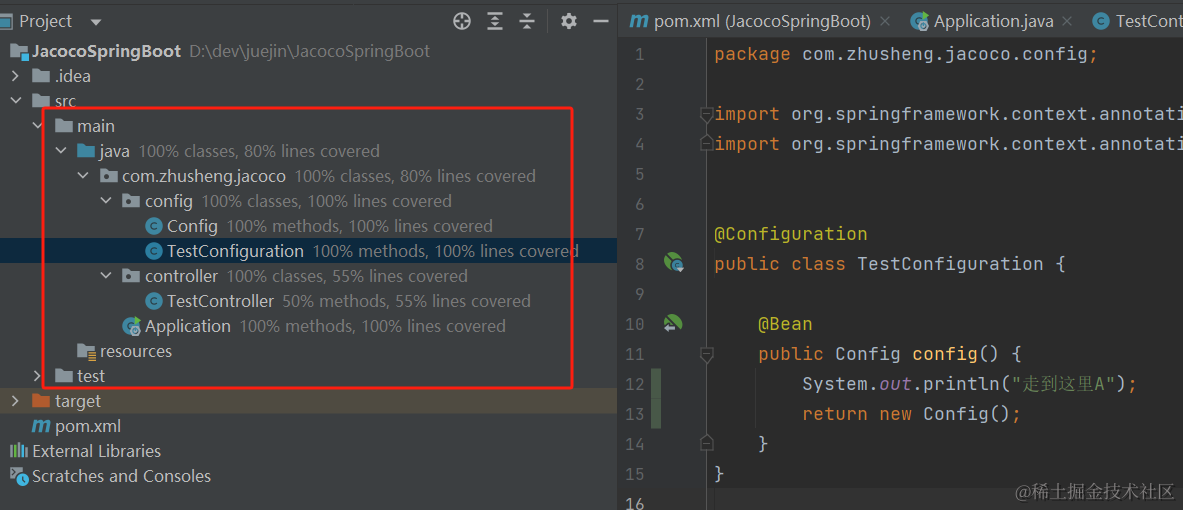 Project
JacocoSpringBoot D:\dev\juejin\JacocoSpringBoot
.idea
src
main
java 100% classes, 80% lines covered
com.zhusheng.jacoco 100% classes, 80% lines covered
config 100% classes, 100% lines covered
Config 100% methods, 100% lines covered
TestConfiguration 100% methods, 100% lines covered
controller 100% classes, 55% lines covered
TestController 50% methods, 55% lines covered
Application 100% methods, 100% lines covered
resources
test
target
pom.xml
External Libraries
Scratches and Consoles
pom.xml (JacocoSpringBoot) Application.java TestCont
1 package com.zhusheng.jacoco.config;
2
3 import org.springframework.context.annotati
4 import org.springframework.context.annotati
5
6
7 @Configuration
8 public class TestConfiguration {
9
10 @Bean
11 public Config config() {
12 System.out.println("走到这里A");
13 return new Config();
14 }
15 }
16
@稀土掘金技术社区